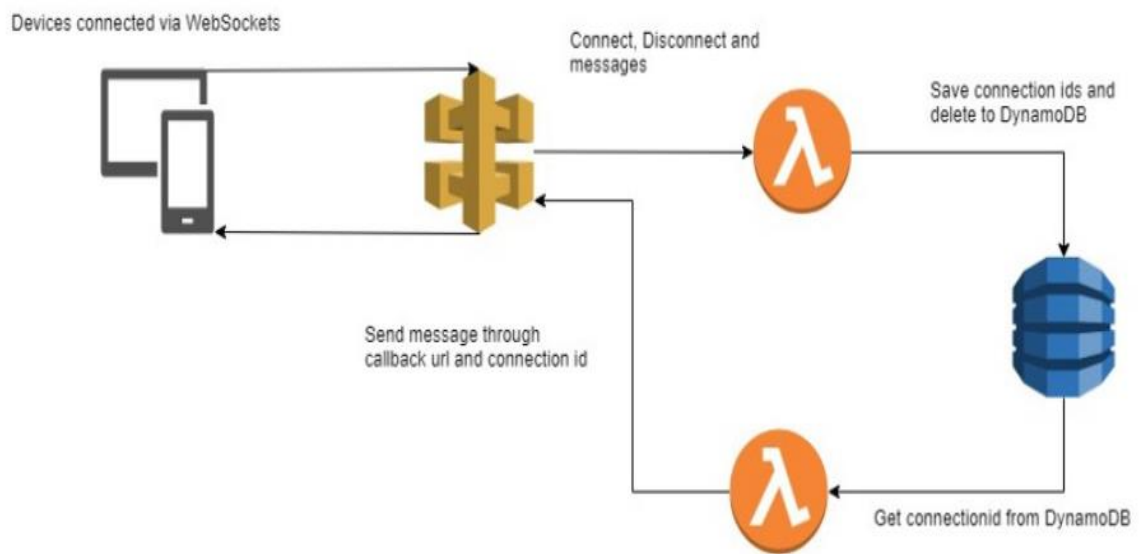 Devices connected via WebSockets
Connect, Disconnect and
messages
Save connection ids and
delete to DynamoDB
Send message through
callback url and connection id
Get connectionid from DynamoDB